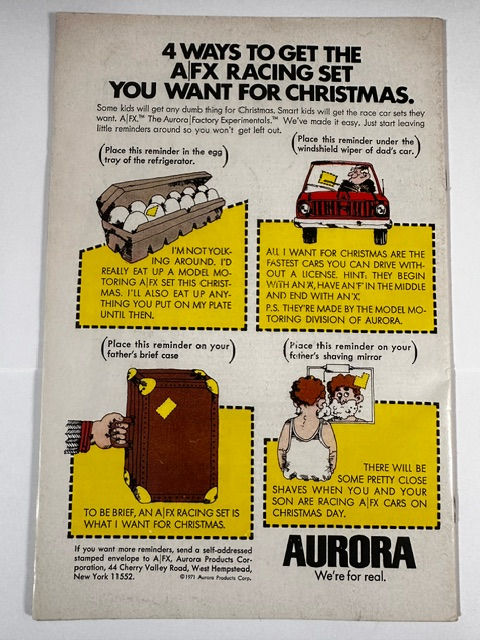 4 WAYS TO GET THE
A|FX RACING SET
YOU WANT FOR CHRISTMAS.
Some kids will get any dumb thing for Christmas. Smart kids will get the race car sets they
want. A|FX.™ The Aurora|Factory Experimentals.™ We've made it easy. Just start leaving
little reminders around so you won't get left out.
(Place this reminder in the egg
tray of the refrigerator.)
I'M NOT YOLK-
ING AROUND. I'D
REALLY EAT UP A MODEL MO-
TORING A|FX SET THIS CHRIST-
MAS. I'LL ALSO EAT UP ANY-
THING YOU PUT ON MY PLATE
UNTIL THEN.
(Place this reminder under the
windshield wiper of dad's car.)
ALL I WANT FOR CHRISTMAS ARE THE
FASTEST CARS YOU CAN DRIVE WITH-
OUT A LICENSE. HINT: THEY BEGIN
WITH AN 'A', HAVE AN 'F' IN THE MIDDLE
AND END WITH AN 'X'.
P.S. THEY'RE MADE BY THE MODEL MO-
TORING DIVISION OF AURORA.
(Place this reminder on your
father's brief case)
TO BE BRIEF, AN A|FX RACING SET IS
WHAT I WANT FOR CHRISTMAS.
(Place this reminder on your
father's shaving mirror)
THERE WILL BE
SOME PRETTY CLOSE
SHAVES WHEN YOU AND YOUR
SON ARE RACING A|FX CARS ON
CHRISTMAS DAY.
If you want more reminders, send a self-addressed
stamped envelope to A|FX, Aurora Products Cor-
poration, 44 Cherry Valley Road, West Hempstead,
New York 11552. ©1971 Aurora Products Corp.
AURORA
We're for real.